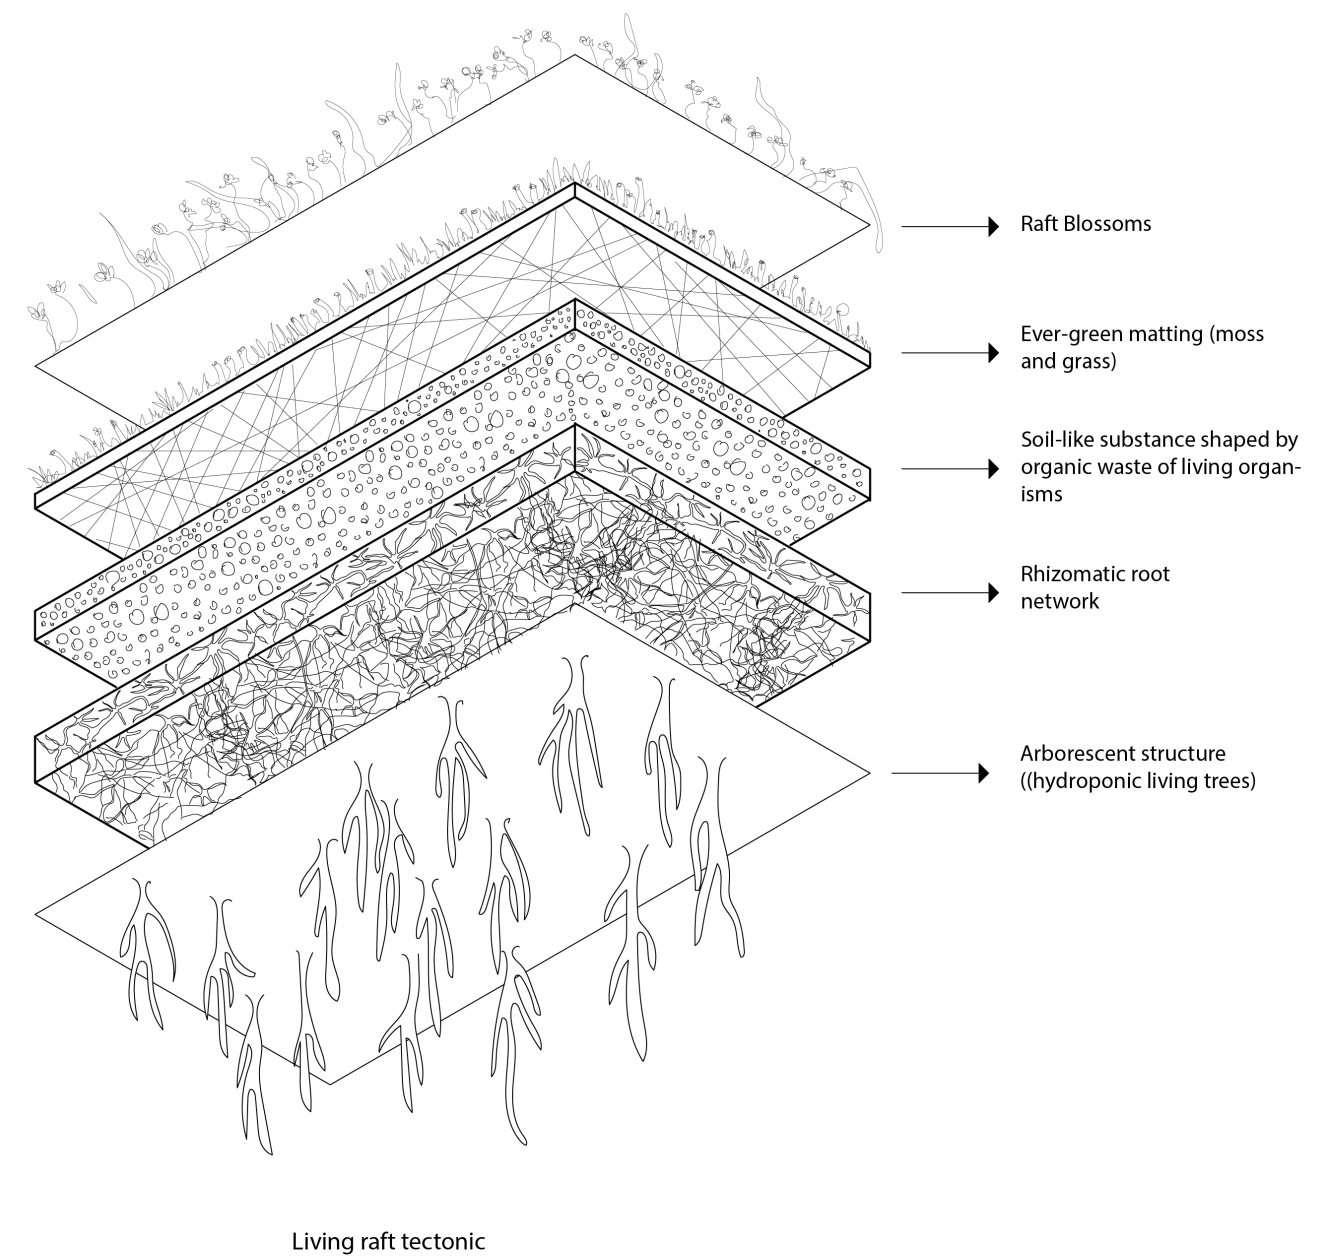 Raft Blossoms
Ever-green matting (moss
and grass)
Soil-like substance shaped by
organic waste of living organ-
isms
Rhizomatic root
network
Arborescent structure
((hydroponic living trees)
Living raft tectonic